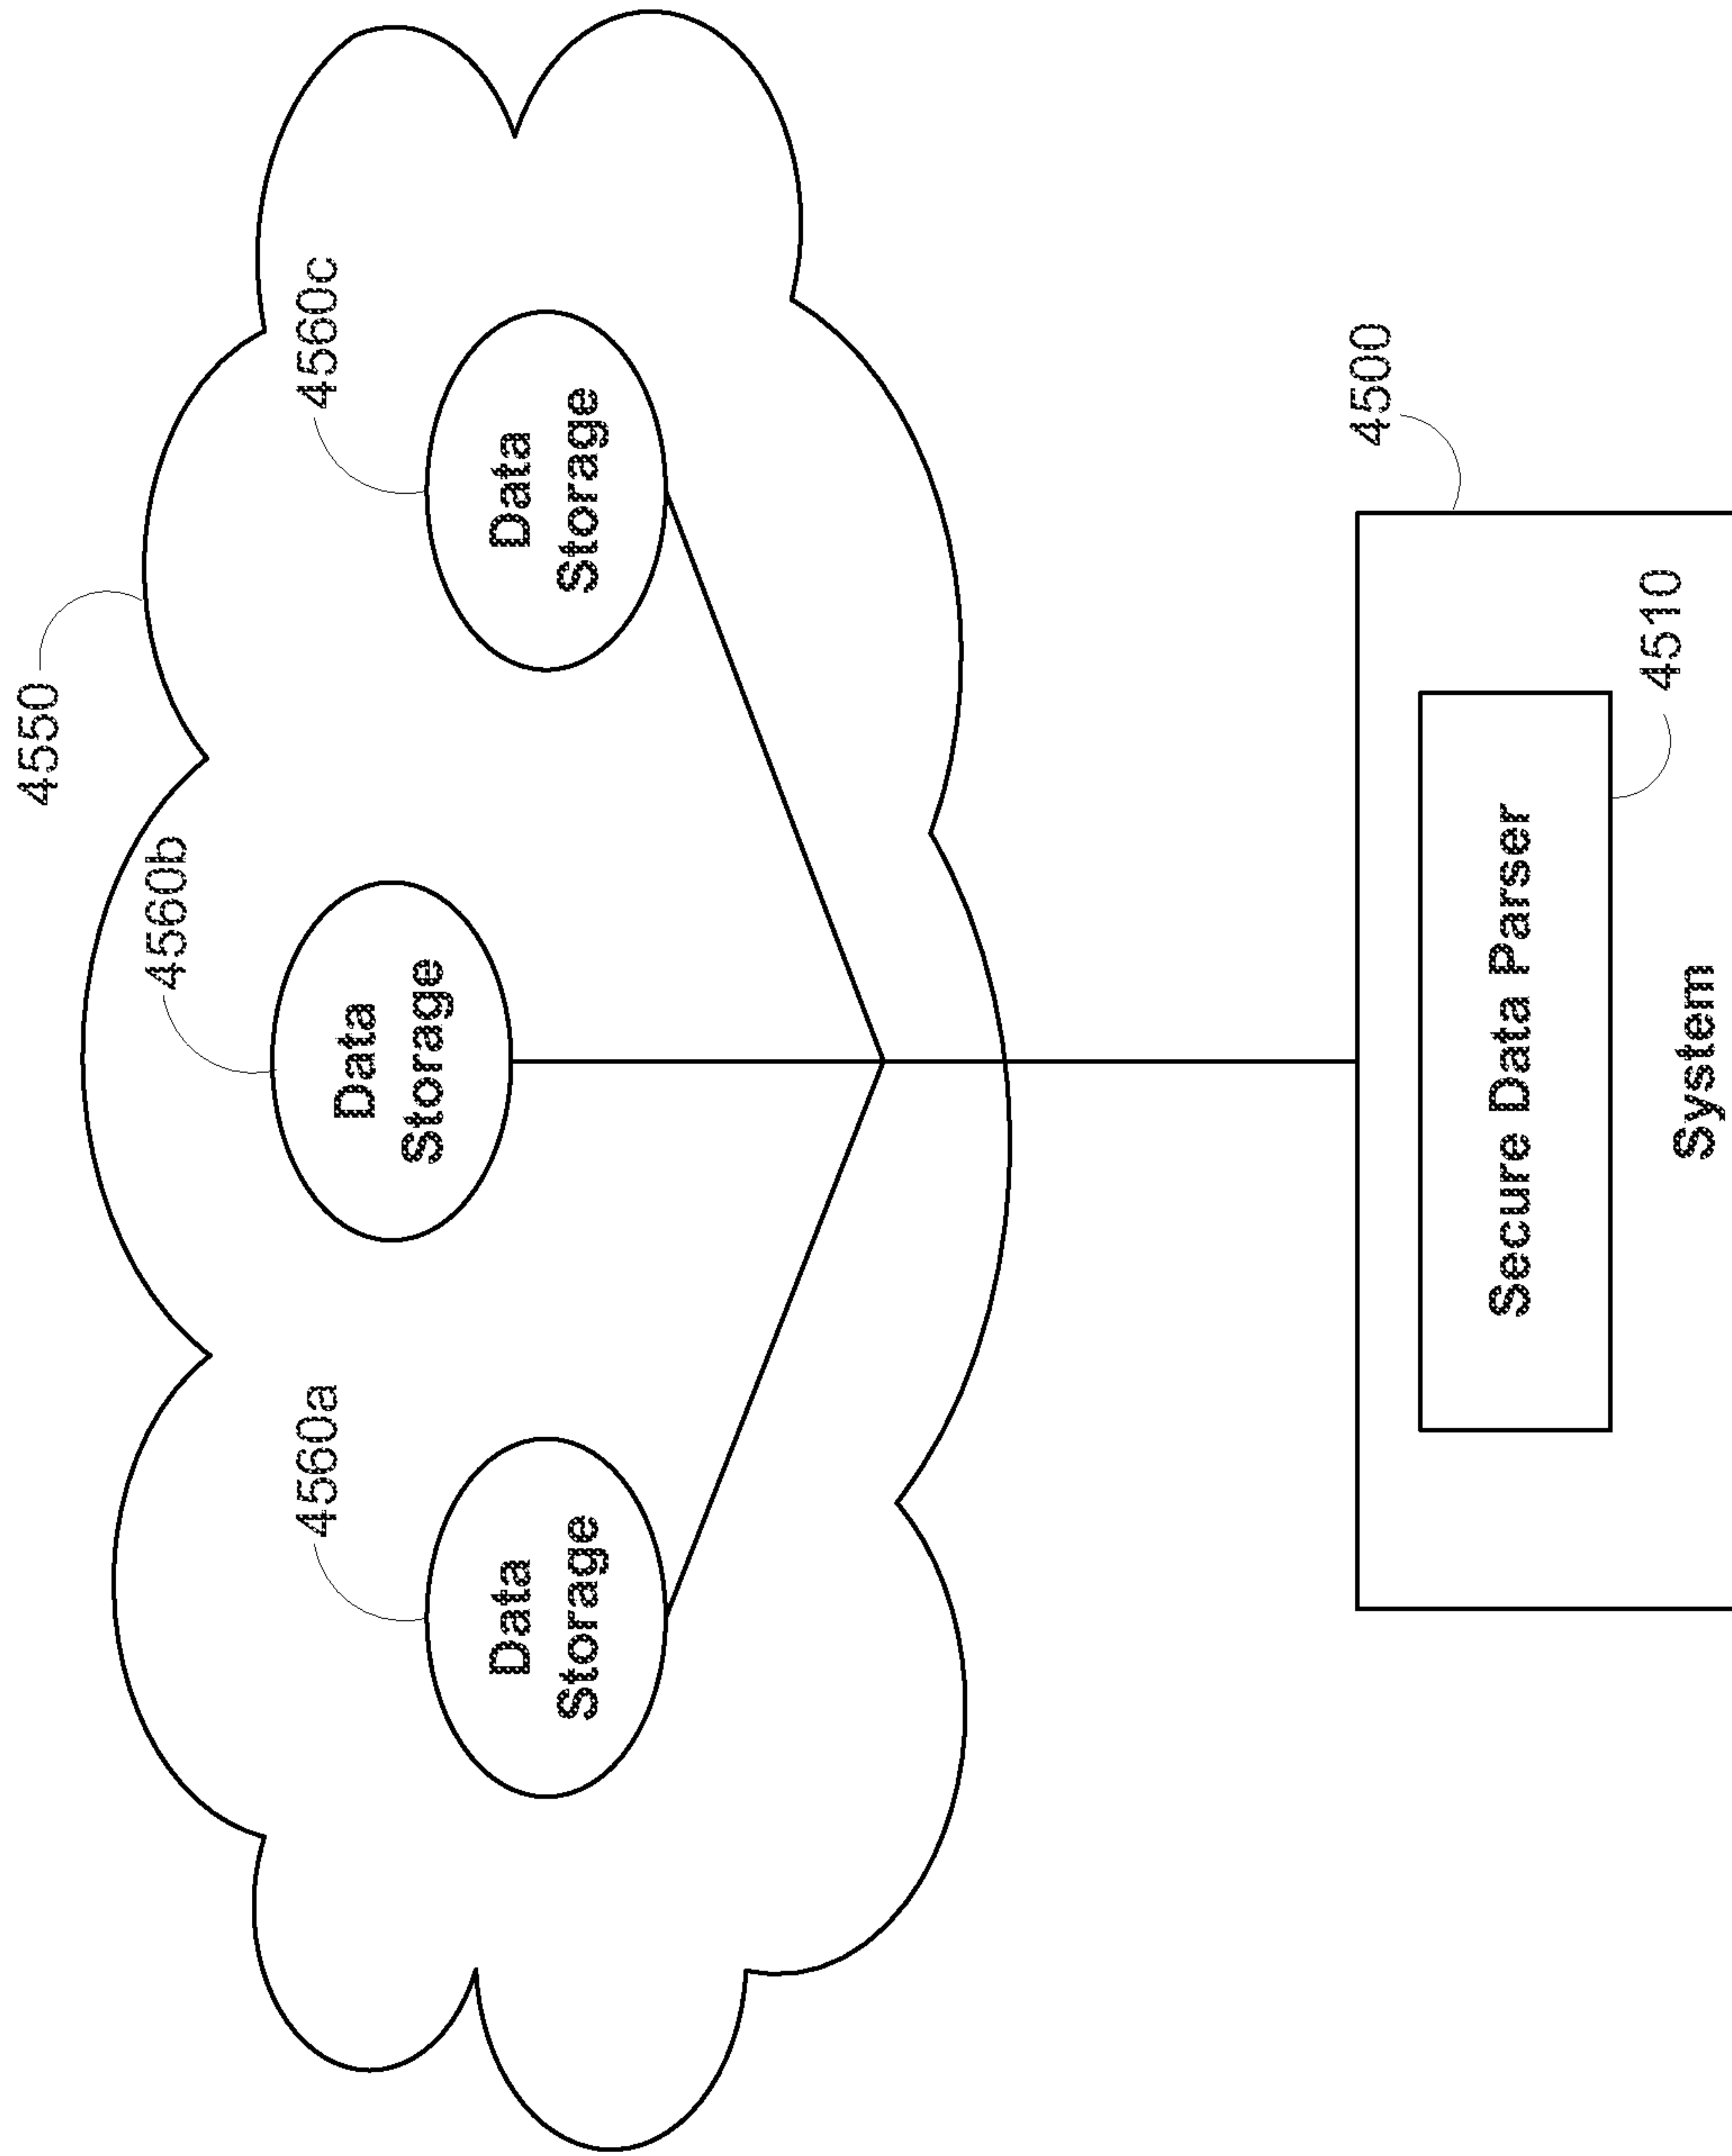 4550
4560b
Data
Storage
4560a
Data
Storage
4560c
Data
Storage
4500
Secure Data Parser
4510
System